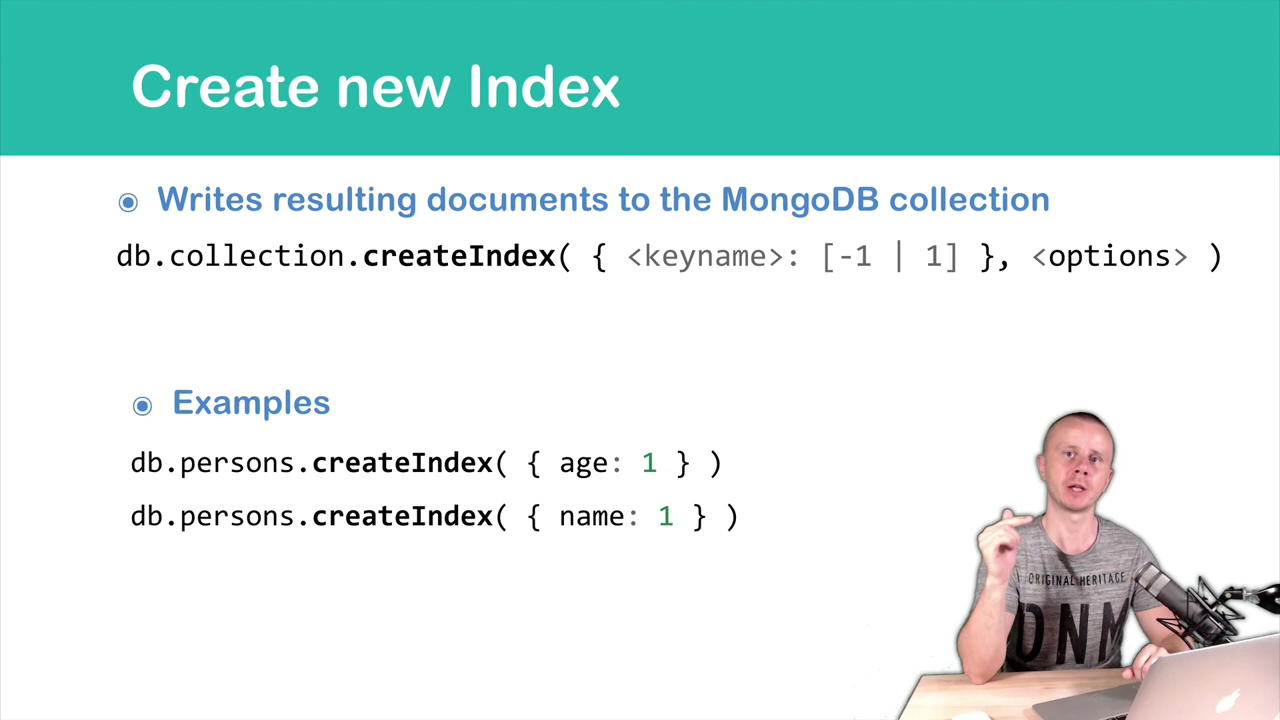 Create new Index
Writes resulting documents to the MongoDB collection
db.collection.createIndex( { <keyname>: [-1 | 1] }, <options> )
Examples
db.persons.createIndex( { age: 1 } )
db.persons.createIndex( { name: 1 } )
ORIGINAL HERITAGE
DNM